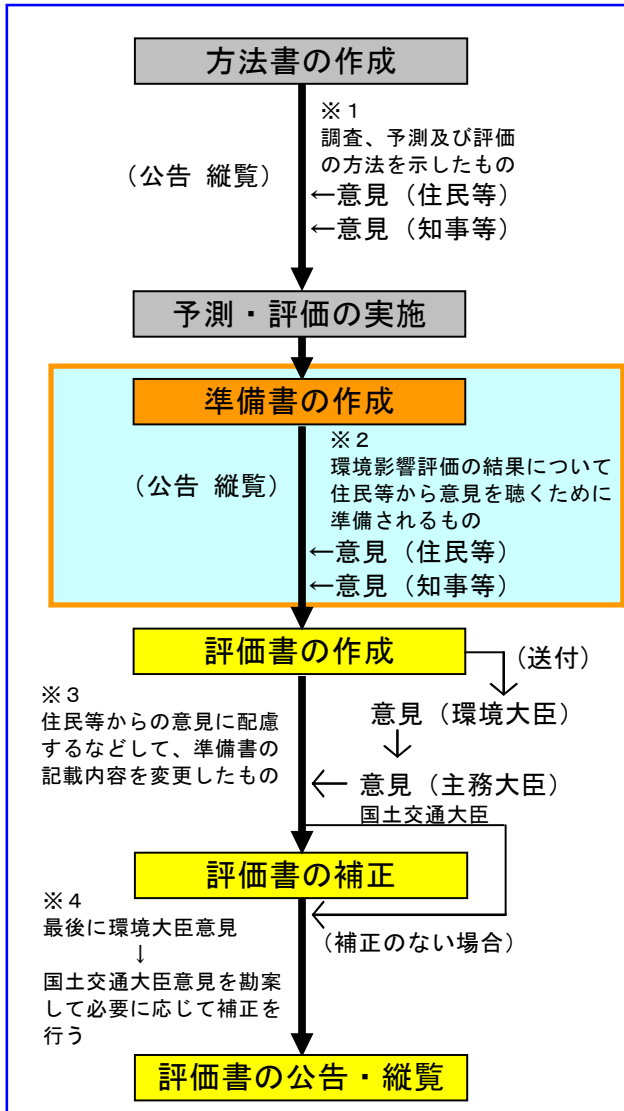 方法書の作成
※１
調査、予測及び評価
の方法を示したもの
（公告 縦覧）
←意見（住民等）
←意見（知事等）
予測・評価の実施
準備書の作成
※２
環境影響評価の結果について
住民等から意見を聴くために
準備されるもの
（公告 縦覧）
←意見（住民等）
←意見（知事等）
評価書の作成
（送付）
※３
住民等からの意見に配慮
するなどして、準備書の
記載内容を変更したもの
意見（環境大臣）
意見（主務大臣）
国土交通大臣
評価書の補正
※４
最後に環境大臣意見
↓
国土交通大臣意見を勘案
して必要に応じて補正を
行う
（補正のない場合）
評価書の公告・縦覧